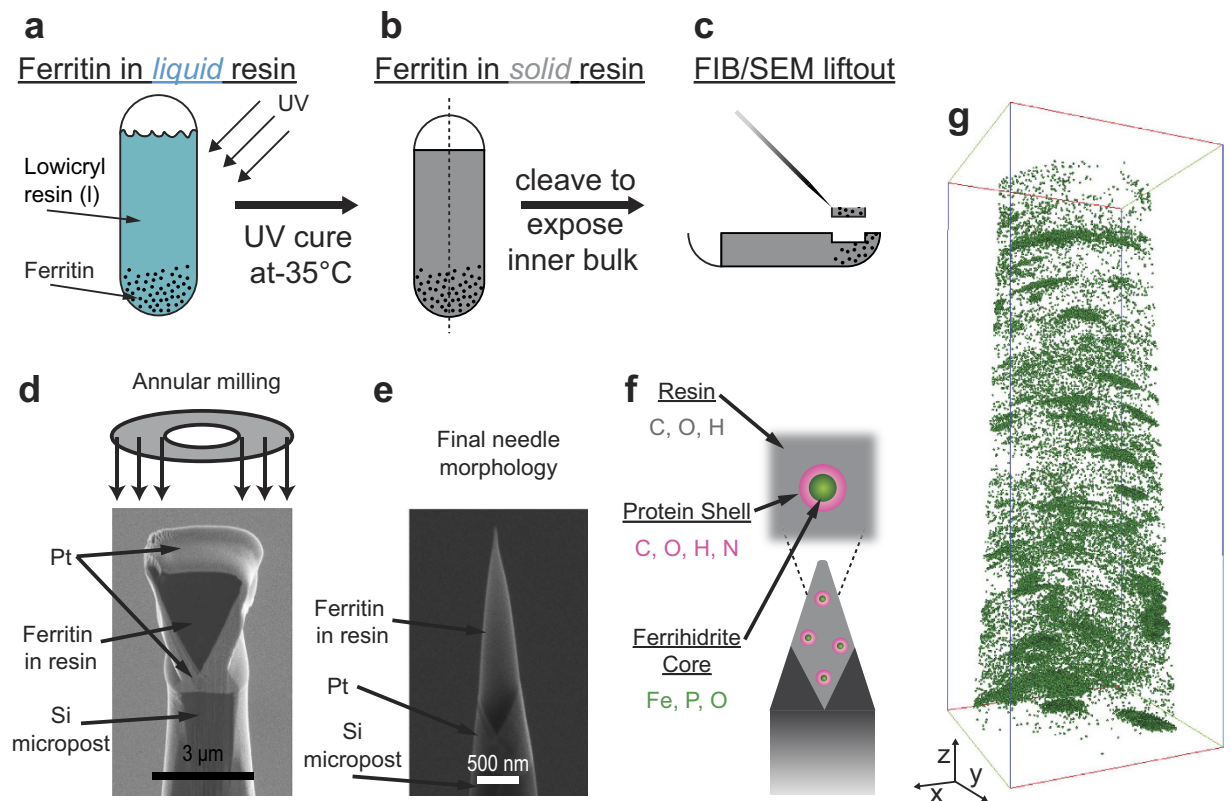 a
Ferritin in liquid resin
UV
Lowicryl
resin (l)
Ferritin
UV cure
at-35°C
b
Ferritin in solid resin
cleave to
expose
inner bulk
c
FIB/SEM liftout
d
Annular milling
Pt
Ferritin
in resin
Si
micropost
3 µm
e
Final needle
morphology
Ferritin
in resin
Pt
Si
micropost
500 nm
f
Resin
C, O, H
Protein Shell
C, O, H, N
Ferrihidrite
Core
Fe, P, O
g
z
y
x